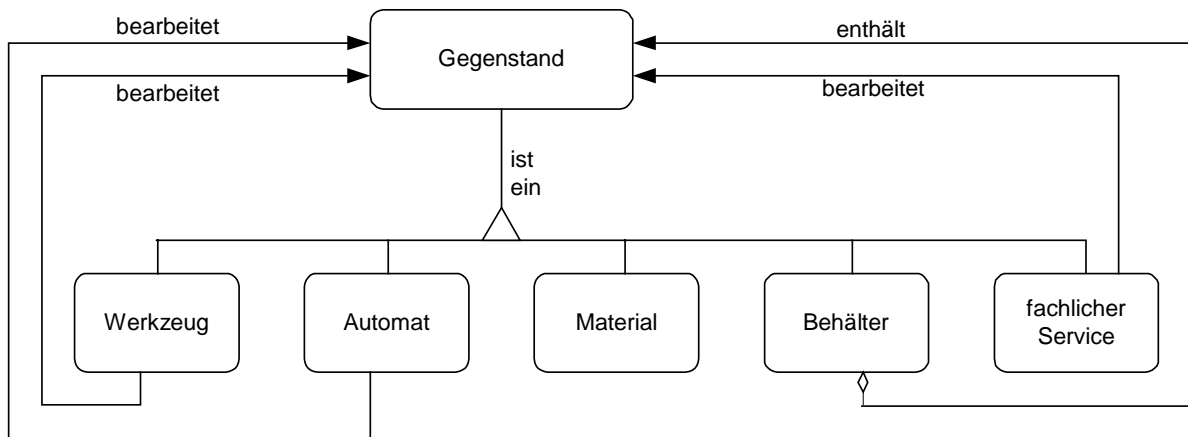 bearbeitet
Gegenstand
enthält
bearbeitet
bearbeitet
ist
ein
Werkzeug
Automat
Material
Behälter
fachlicher
Service